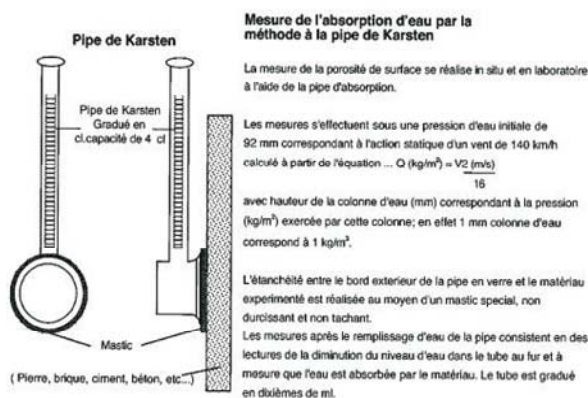 Pipe de Karsten
Pipe de Karsten
Gradué en
cl.capacité de 4 cl
Mastic
( Pierre, brique, ciment, béton, etc...)
Mesure de l'absorption d'eau par la
méthode à la pipe de Karsten
La mesure de la porosité de surface se réalise in situ et en laboratoire
à l'aide de la pipe d'absorption.
Les mesures s'effectuent sous une pression d'eau initiale de
92 mm correspondant à l'action statique d'un vent de 140 km/h
calculé à partir de l'équation ... Q (kg/m²) = V2 (m/s)
16
avec hauteur de la colonne d'eau (mm) correspondant à la pression
(kg/m²) exercée par cette colonne; en effet 1 mm colonne d'eau
correspond à 1 kg/m².
L'étanchéité entre le bord exterieur de la pipe en verre et le matériau
experimenté est réalisée au moyen d'un mastic special, non
durcissant et non tachant.
Les mesures après le remplissage d'eau de la pipe consistent en des
lectures de la diminution du niveau d'eau dans le tube au fur et à
mesure que l'eau est absorbée par le matériau. Le tube est gradué
en dixièmes de ml.